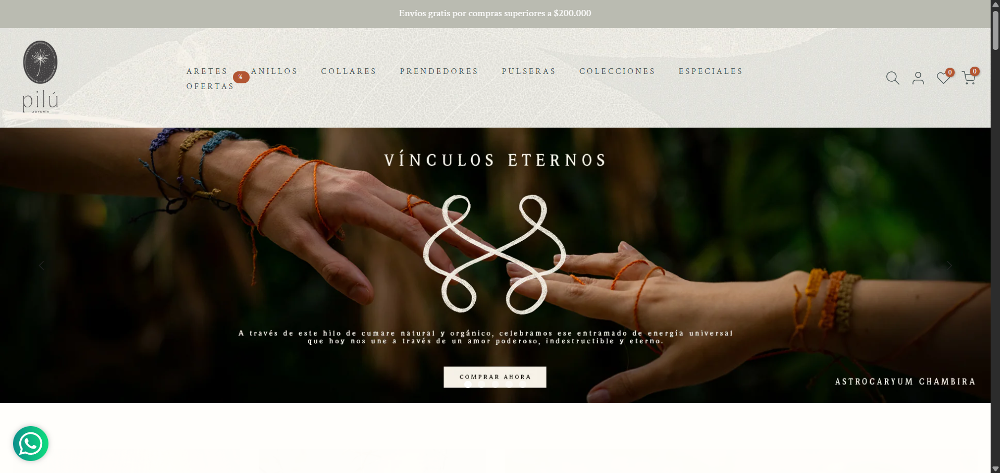 Envíos gratis por compras superiores a $200.000
pilú
JOYERÍA
ARETES ANILLOS COLLARES PRENDEDORES PULSERAS COLECCIONES ESPECIALES
OFERTAS %
0 0
VÍNCULOS ETERNOS
A través de este hilo de cumare natural y orgánico, celebramos ese entramado de energía universal
que hoy nos une a través de un amor poderoso, indestructible y eterno.
COMPRAR AHORA
ASTROCARYUM CHAMBIRA